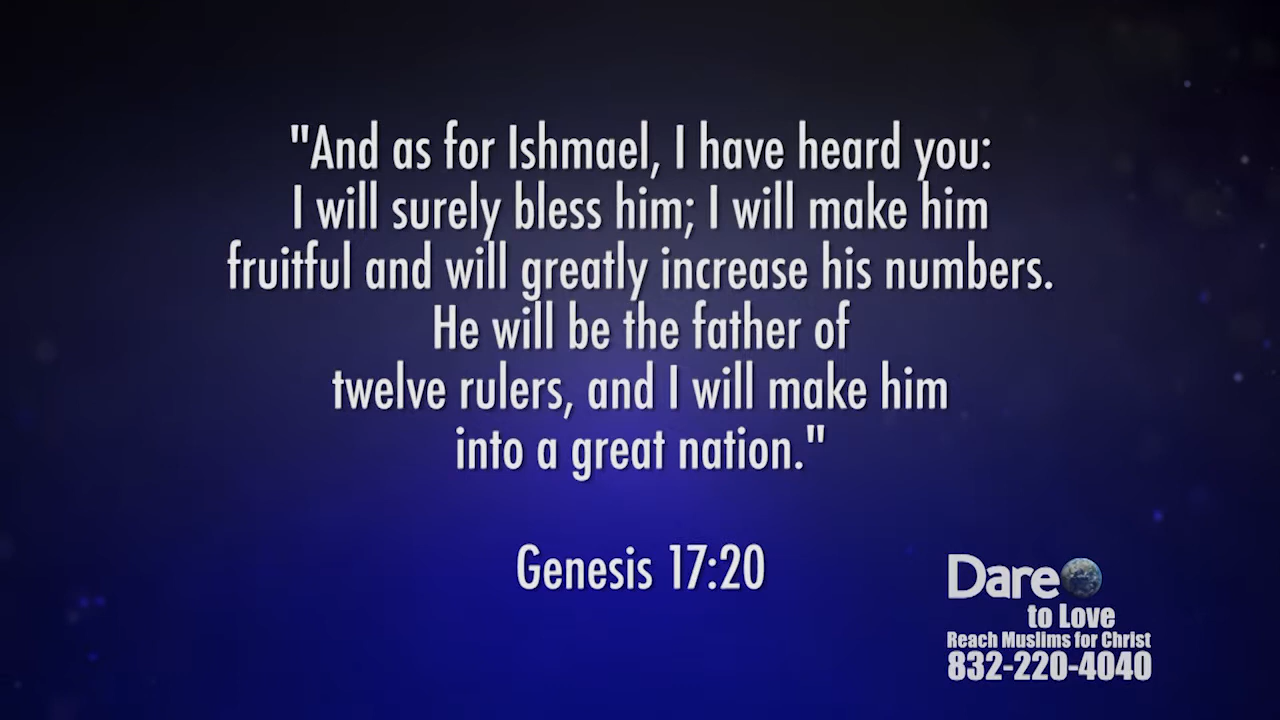 "And as for Ishmael, I have heard you:
I will surely bless him; I will make him
fruitful and will greatly increase his numbers.
He will be the father of
twelve rulers, and I will make him
into a great nation."
Genesis 17:20
Dare
to Love
Reach Muslims for Christ
832-220-4040